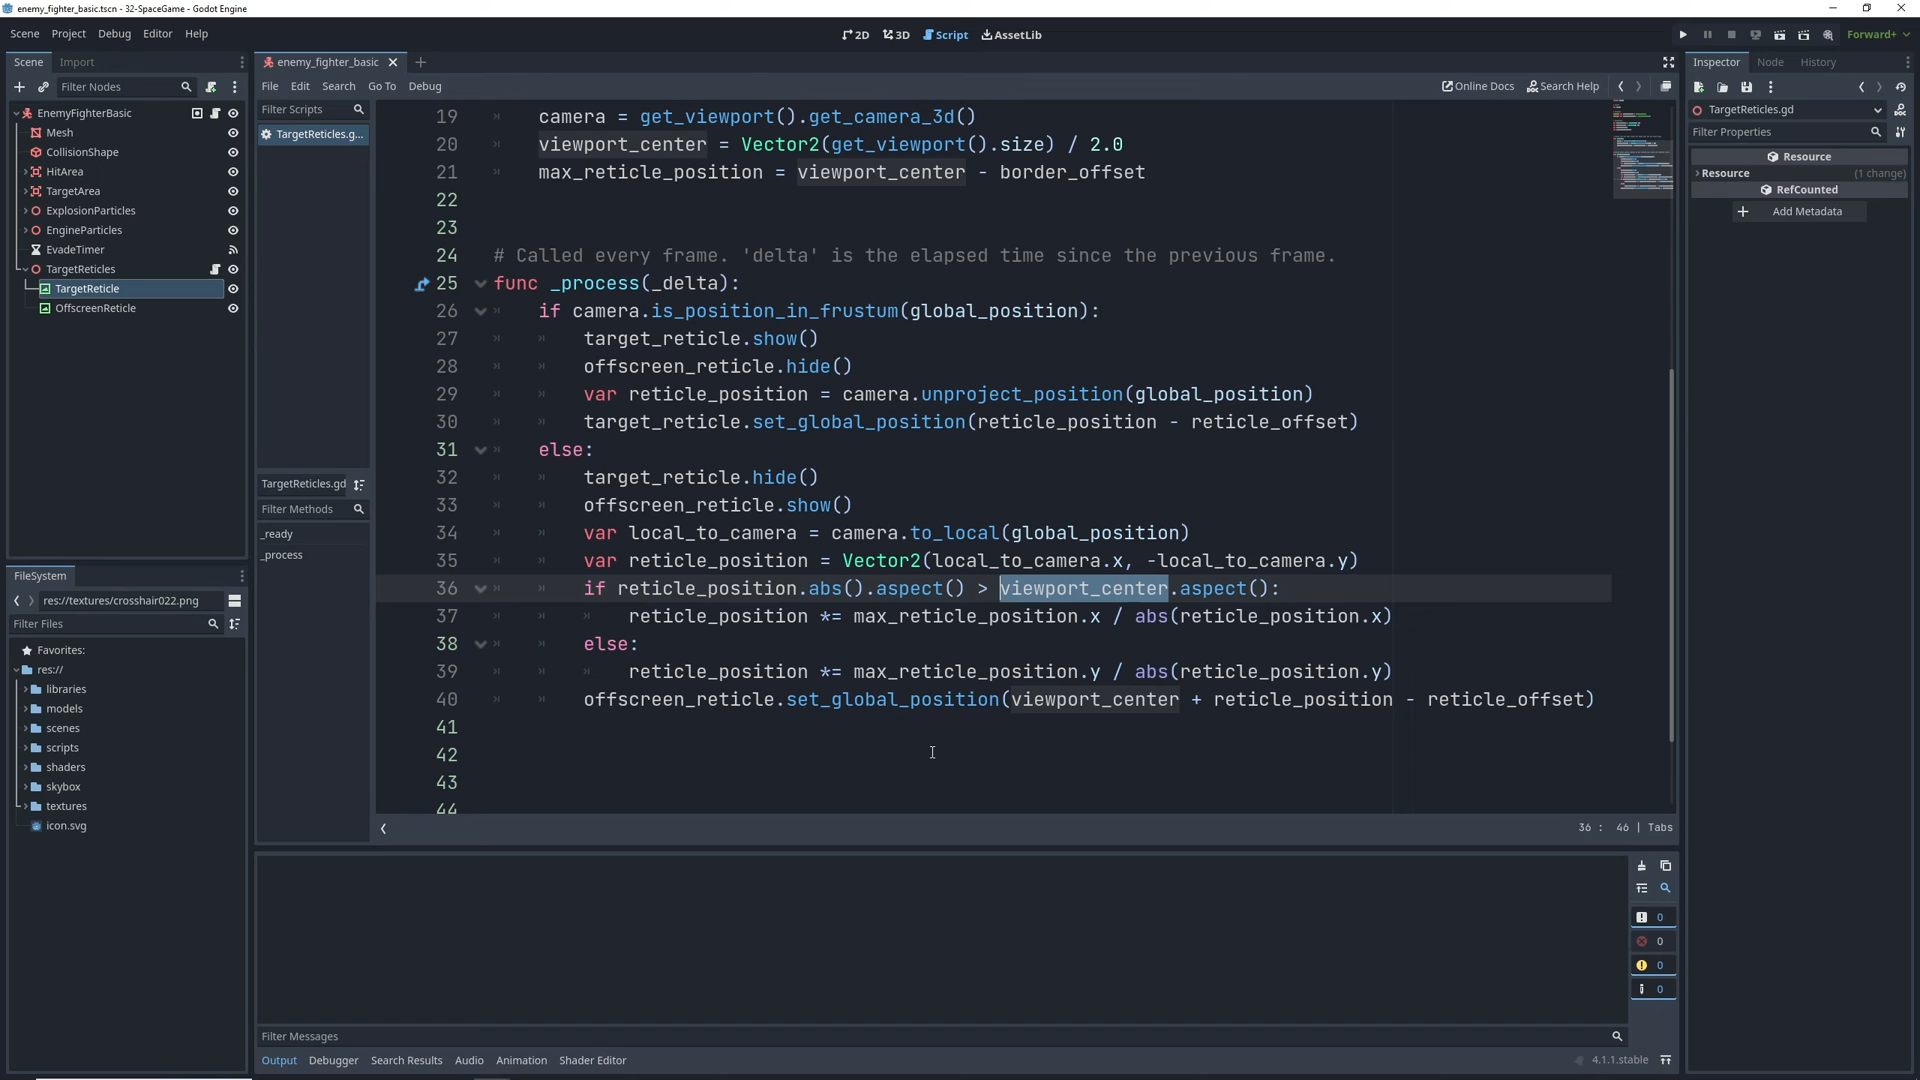 enemy_fighter_basic.tscn - 32-SpaceGame - Godot Engine
Scene Project Debug Editor Help
2D 3D Script AssetLib
Forward+
Scene Import
Filter Nodes
EnemyFighterBasic
Mesh
CollisionShape
HitArea
TargetArea
ExplosionParticles
EngineParticles
EvadeTimer
TargetReticles
TargetReticle
OffscreenReticle
FileSystem
res://textures/crosshair022.png
Filter Files
Favorites:
res://
libraries
models
scenes
scripts
shaders
skybox
textures
icon.svg
enemy_fighter_basic
File Edit Search Go To Debug
Online Docs Search Help
Filter Scripts
TargetReticles.g...
TargetReticles.gd
Filter Methods
_ready
_process
19 camera = get_viewport().get_camera_3d()
20 viewport_center = Vector2(get_viewport().size) / 2.0
21 max_reticle_position = viewport_center - border_offset
22
23
24 # Called every frame. 'delta' is the elapsed time since the previous frame.
25 func _process(_delta):
26 if camera.is_position_in_frustum(global_position):
27 target_reticle.show()
28 offscreen_reticle.hide()
29 var reticle_position = camera.unproject_position(global_position)
30 target_reticle.set_global_position(reticle_position - reticle_offset)
31 else:
32 target_reticle.hide()
33 offscreen_reticle.show()
34 var local_to_camera = camera.to_local(global_position)
35 var reticle_position = Vector2(local_to_camera.x, -local_to_camera.y)
36 if reticle_position.abs().aspect() > viewport_center.aspect():
37 reticle_position *= max_reticle_position.x / abs(reticle_position.x)
38 else:
39 reticle_position *= max_reticle_position.y / abs(reticle_position.y)
40 offscreen_reticle.set_global_position(viewport_center + reticle_position - reticle_offset)
41
42
43
44
36 : 46 | Tabs
0
0
0
0
Filter Messages
Output Debugger Search Results Audio Animation Shader Editor
4.1.1.stable
Inspector Node History
TargetReticles.gd
Filter Properties
Resource
Resource (1 change)
RefCounted
Add Metadata